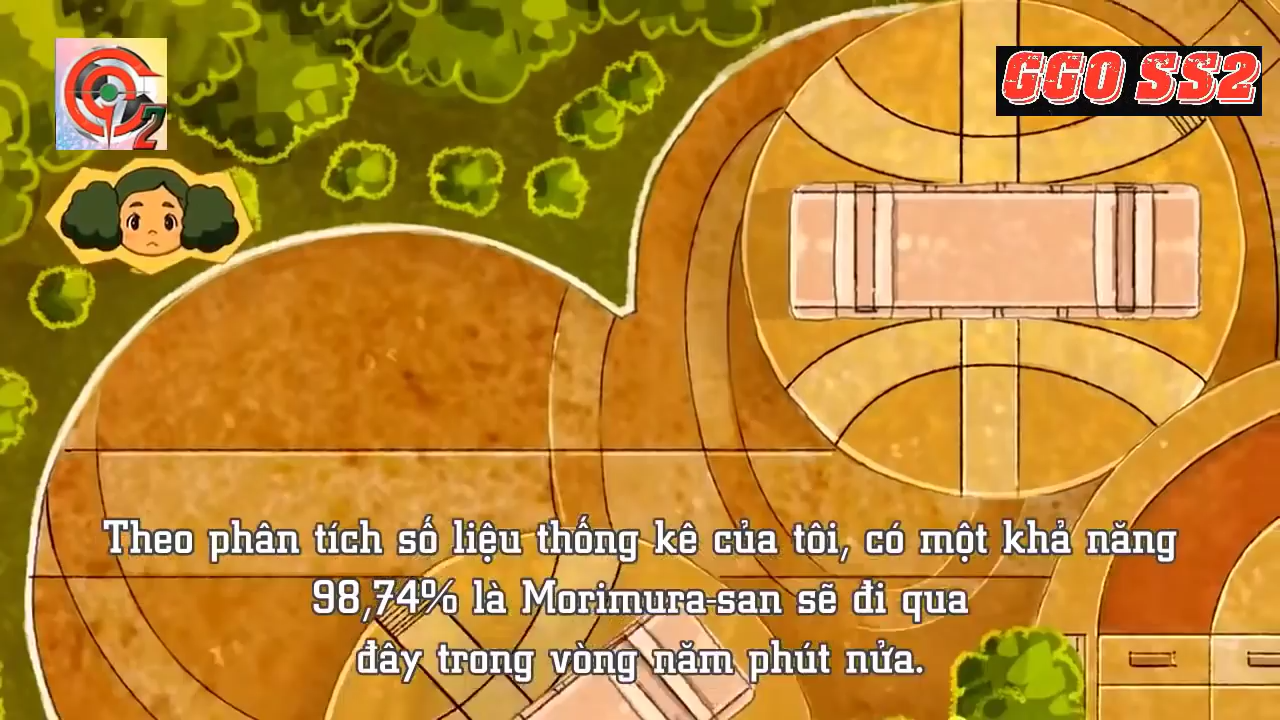 2
GGO SS2
Theo phân tích số liệu thống kê của tôi, có một khả năng
98,74% là Morimura-san sẽ đi qua
đây trong vòng năm phút nửa.